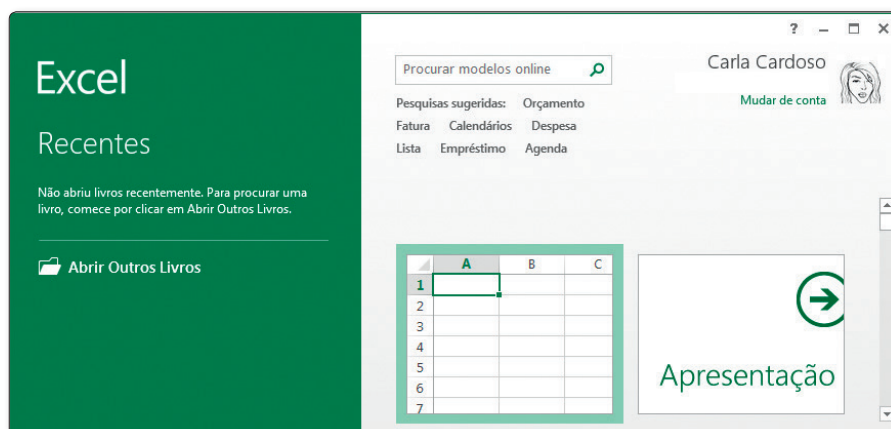 ?
Excel
Recentes
Não abriu livros recentemente. Para procurar uma
livro, comece por clicar em Abrir Outros Livros.
Abrir Outros Livros
Procurar modelos online
Pesquisas sugeridas: Orçamento
Fatura Calendários Despesa
Lista Empréstimo Agenda
Carla Cardoso
Mudar de conta
A B C
1
2
3
4
5
6
7
Apresentação